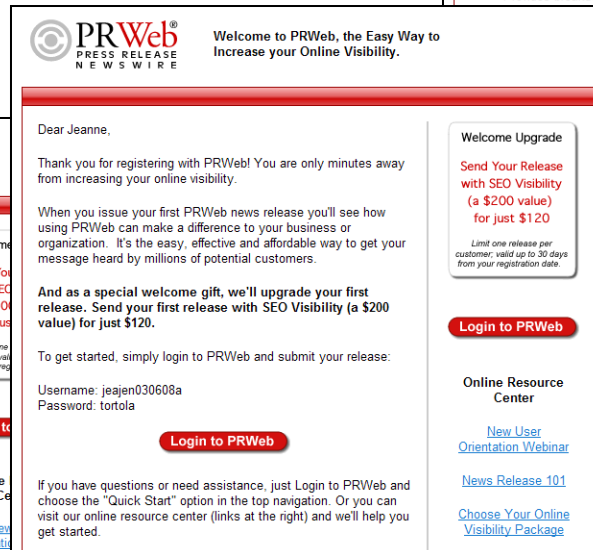 PRWeb®
PRESS RELEASE
NEWSWIRE
Welcome to PRWeb, the Easy Way to
Increase your Online Visibility.
Dear Jeanne,
Thank you for registering with PRWeb! You are only minutes away
from increasing your online visibility.
When you issue your first PRWeb news release you'll see how
using PRWeb can make a difference to your business or
organization. It's the easy, effective and affordable way to get your
message heard by millions of potential customers.
And as a special welcome gift, we'll upgrade your first
release. Send your first release with SEO Visibility (a $200
value) for just $120.
To get started, simply login to PRWeb and submit your release:
Username: jeajen030608a
Password: tortola
Login to PRWeb
If you have questions or need assistance, just Login to PRWeb and
choose the "Quick Start" option in the top navigation. Or you can
visit our online resource center (links at the right) and we'll help you
get started.
Welcome Upgrade
Send Your Release
with SEO Visibility
(a $200 value)
for just $120
Limit one release per
customer; valid up to 30 days
from your registration date.
Login to PRWeb
Online Resource
Center
New User
Orientation Webinar
News Release 101
Choose Your Online
Visibility Package